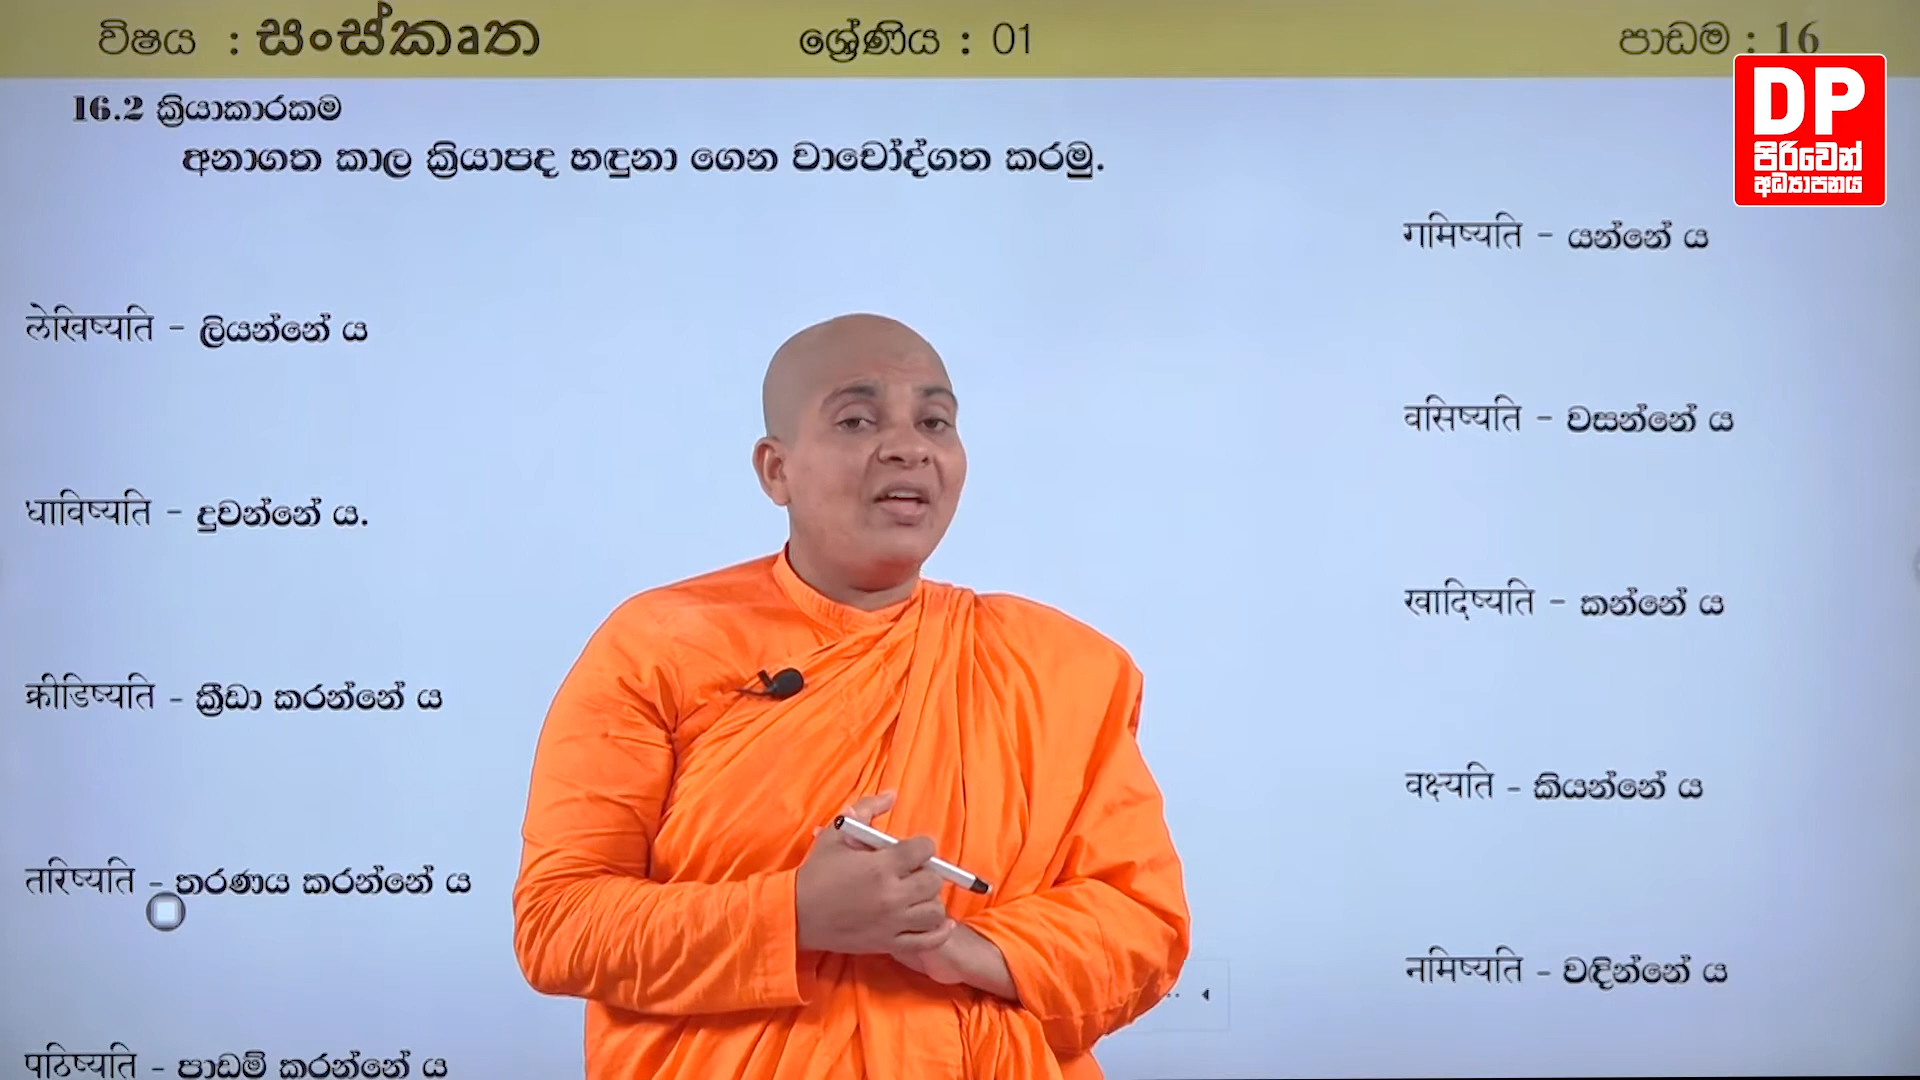 විෂය : සංස්කෘත ශ්‍රේණිය : 01 පාඩම : 16
DP
පිරිවෙන්
අධ්‍යාපනය
16.2 ක්‍රියාකාරකම
අනාගත කාල ක්‍රියාපද හඳුනා ගෙන වාචෝද්ගත කරමු.
गमिष्यति - යන්නේ ය
लेखिष्यति - ලියන්නේ ය
वसिष्यति - වසන්නේ ය
धाविष्यति - දුවන්නේ ය.
खादिष्यति - කන්නේ ය
क्रीडिष्यति - ක්‍රීඩා කරන්නේ ය
वक्ष्यति - කියන්නේ ය
तरिष्यति - තරණය කරන්නේ ය
नमिष्यति - වඳින්නේ ය
पठिष्यति - පාඩම් කරන්නේ ය